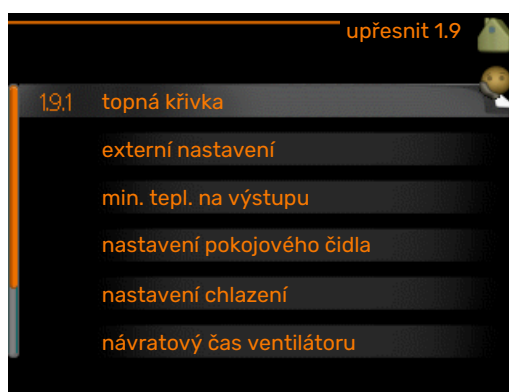 upřesnit 1.9
1.9.1 topná křivka
externí nastavení
min. tepl. na výstupu
nastavení pokojového čidla
nastavení chlazení
návratový čas ventilátoru